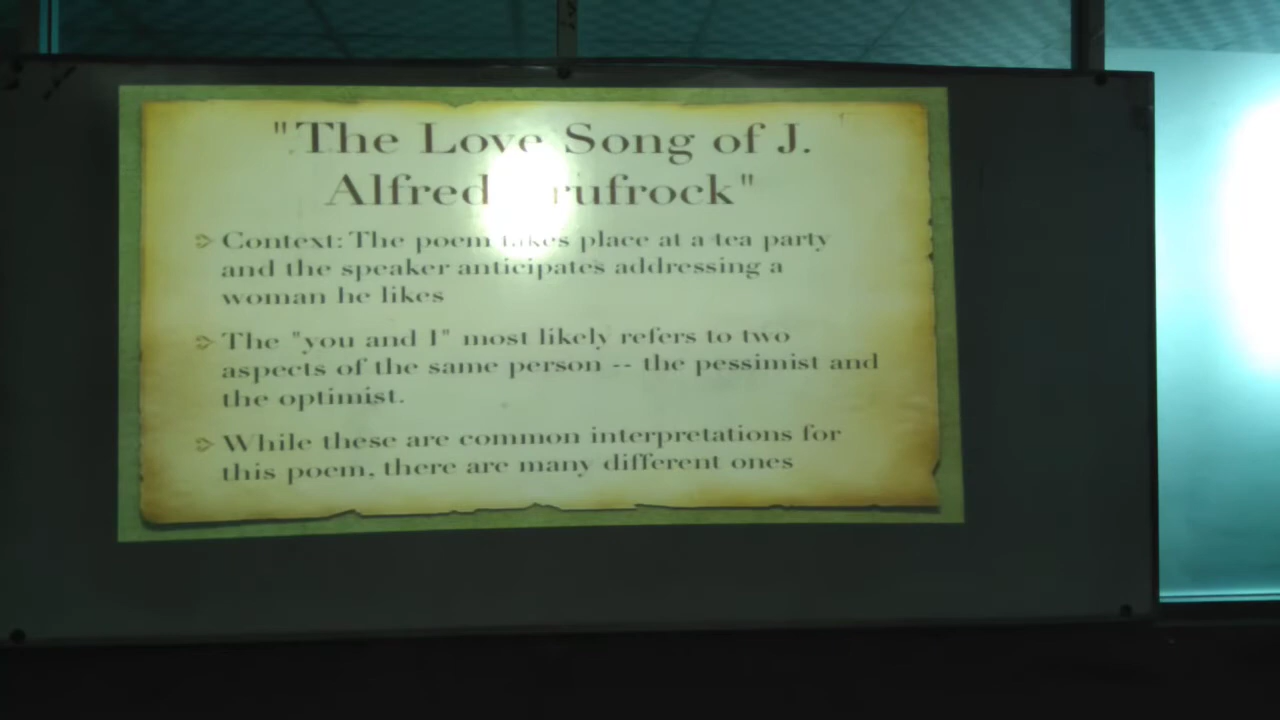 "The Love Song of J.
Alfred rufrock"
Context: The poem takes place at a tea party
and the speaker anticipates addressing a
woman he likes
The "you and I" most likely refers to two
aspects of the same person -- the pessimist and
the optimist.
While these are common interpretations for
this poem, there are many different ones